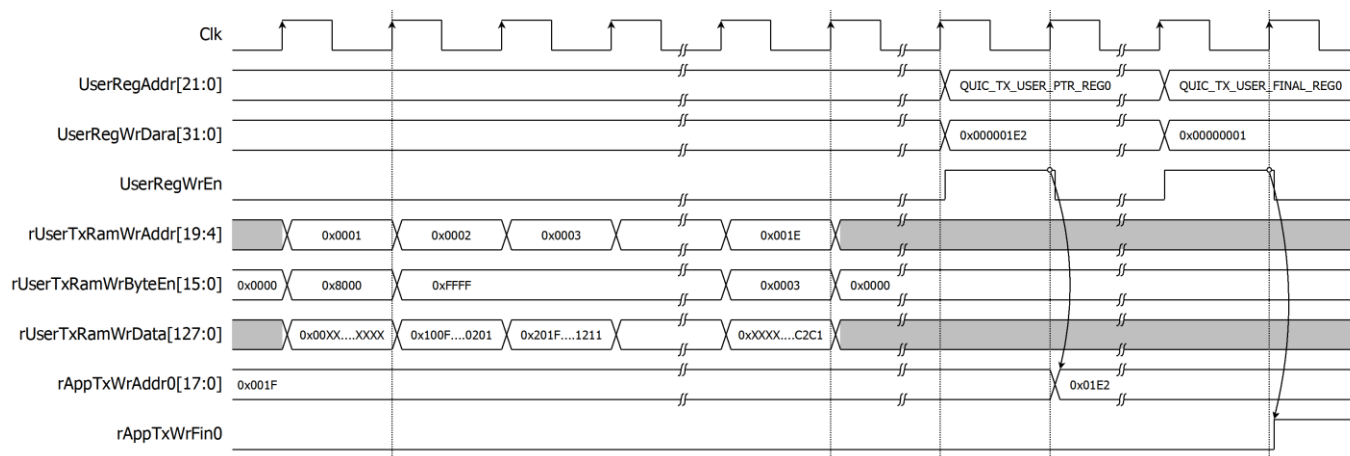 Clk
UserRegAddr[21:0] QUIC_TX_USER_PTR_REG0 QUIC_TX_USER_FINAL_REG0
UserRegWrDara[31:0] 0x000001E2 0x00000001
UserRegWrEn
rUserTxRamWrAddr[19:4] 0x0001 0x0002 0x0003 0x001E
rUserTxRamWrByteEn[15:0] 0x0000 0x8000 0xFFFF 0x0003 0x0000
rUserTxRamWrData[127:0] 0x00XX....XXXX 0x100F....0201 0x201F...1211 0xXXXX....C2C1
rAppTxWrAddr0[17:0] 0x001F 0x01E2
rAppTxWrFin0